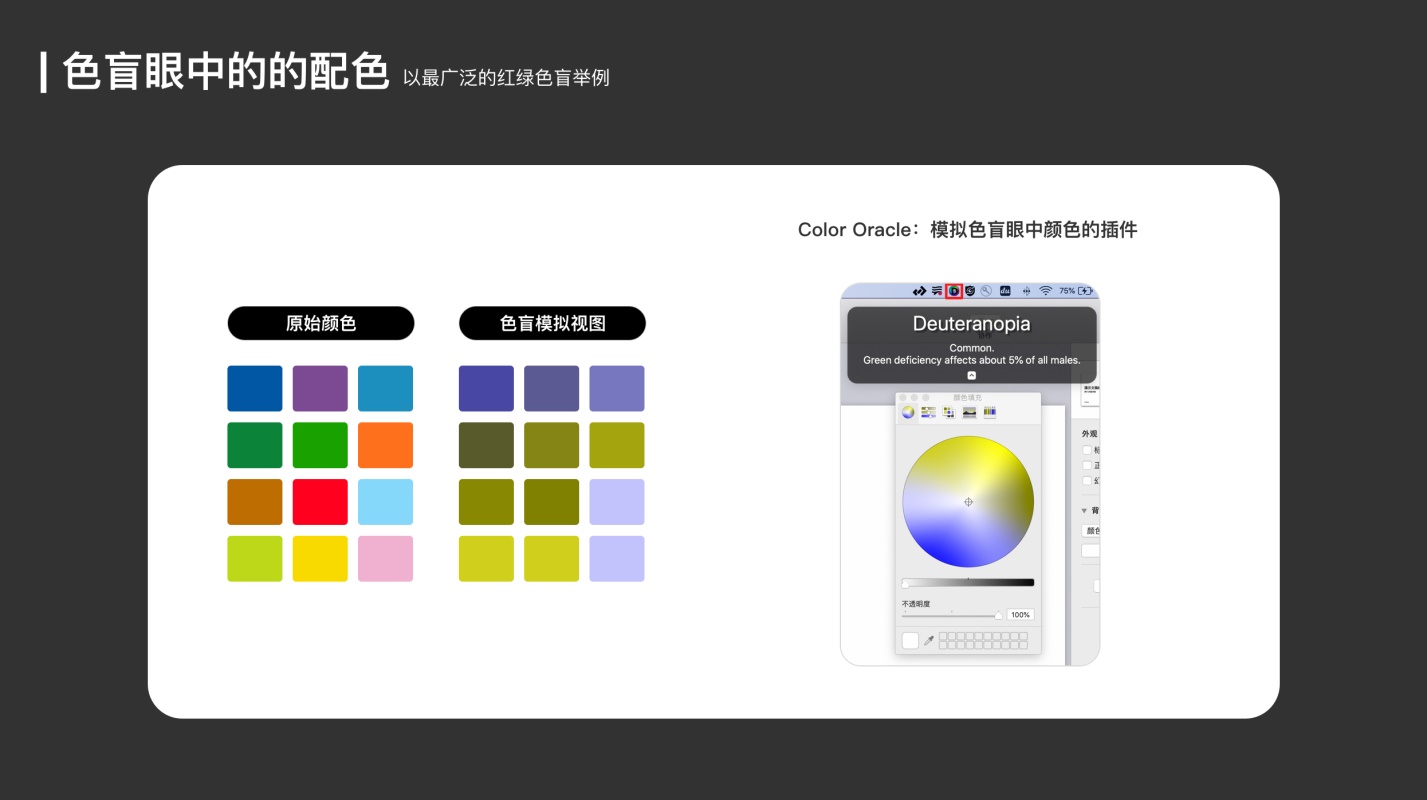 色盲眼中的的配色 以最广泛的红绿色盲举例
Color Oracle：模拟色盲眼中颜色的插件
原始颜色
色盲模拟视图
75%
Deuteranopia
Common.
Green deficiency affects about 5% of all males.
颜色填充
外观
背
颜色
不透明度
100%